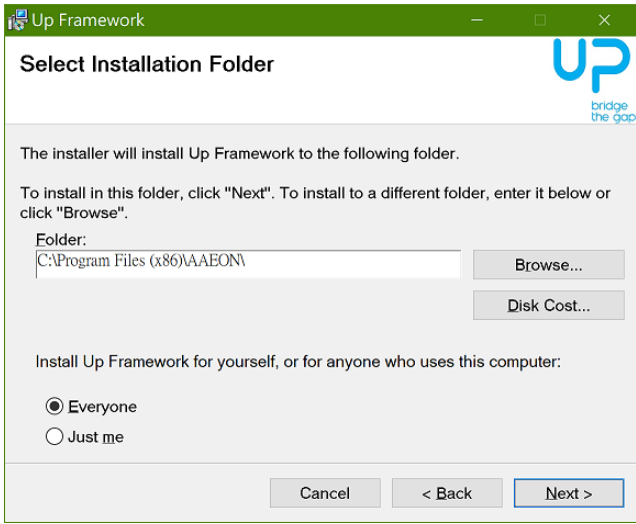 Up Framework
Select Installation Folder
UP
bridge
the gap
The installer will install Up Framework to the following folder.
To install in this folder, click "Next". To install to a different folder, enter it below or
click "Browse".
Folder:
C:\Program Files (x86)\AAEON\
Browse...
Disk Cost...
Install Up Framework for yourself, or for anyone who uses this computer:
Everyone
Just me
Cancel
< Back
Next >